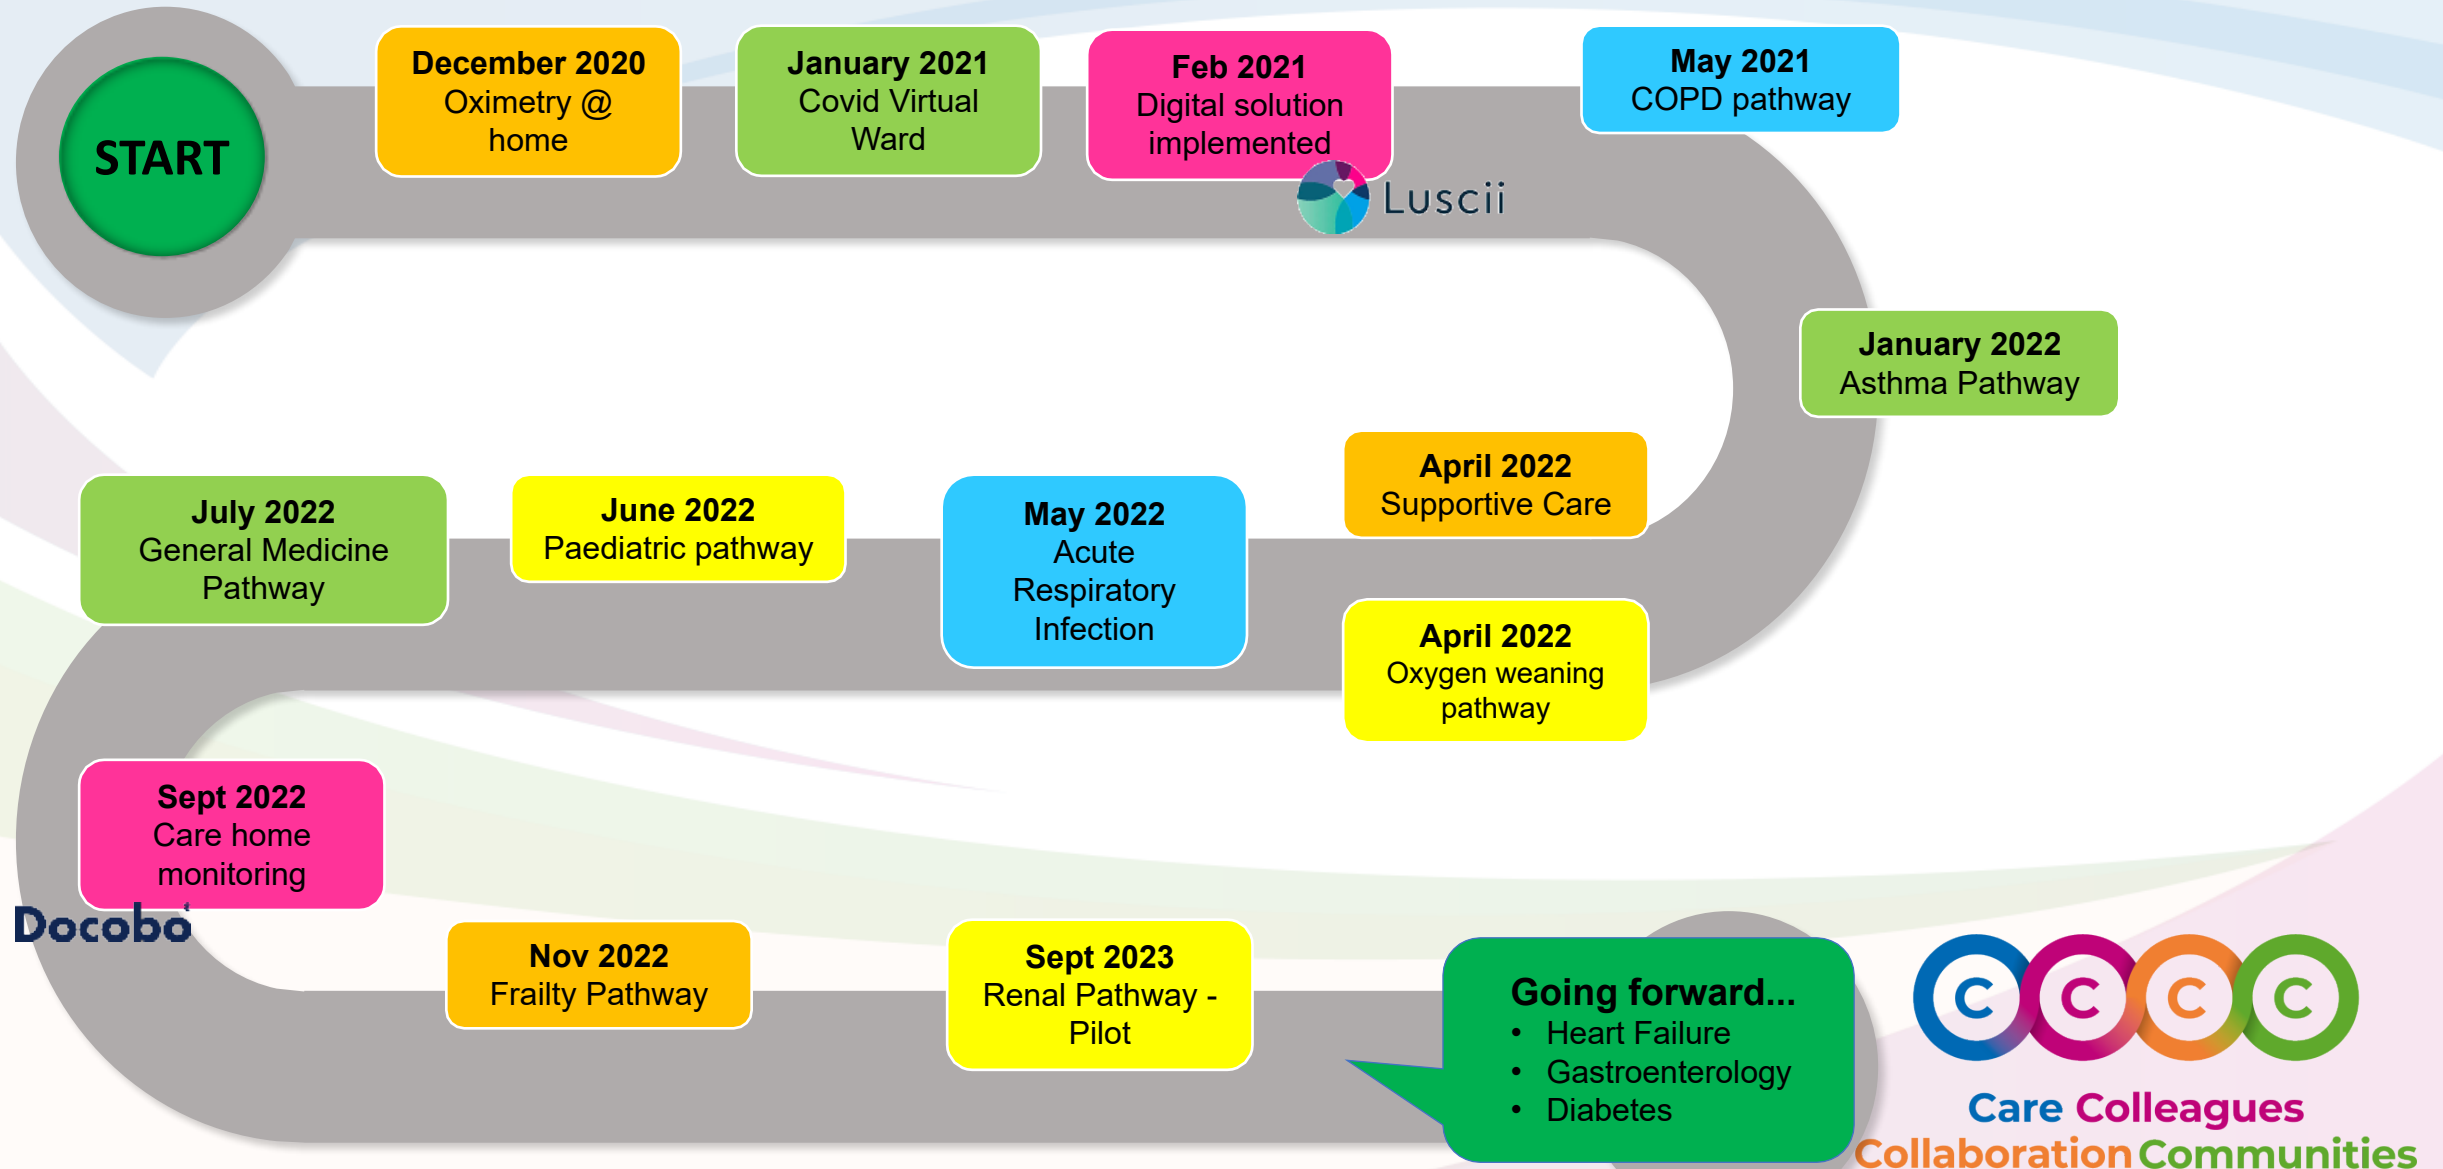 START
December 2020
Oximetry @
home
January 2021
Covid Virtual
Ward
Feb 2021
Digital solution
implemented
Luscii
May 2021
COPD pathway
January 2022
Asthma Pathway
April 2022
Supportive Care
April 2022
Oxygen weaning
pathway
May 2022
Acute
Respiratory
Infection
June 2022
Paediatric pathway
July 2022
General Medicine
Pathway
Sept 2022
Care home
monitoring
Docobo
Nov 2022
Frailty Pathway
Sept 2023
Renal Pathway -
Pilot
Going forward...
• Heart Failure
• Gastroenterology
• Diabetes
C C C C
Care Colleagues
Collaboration Communities